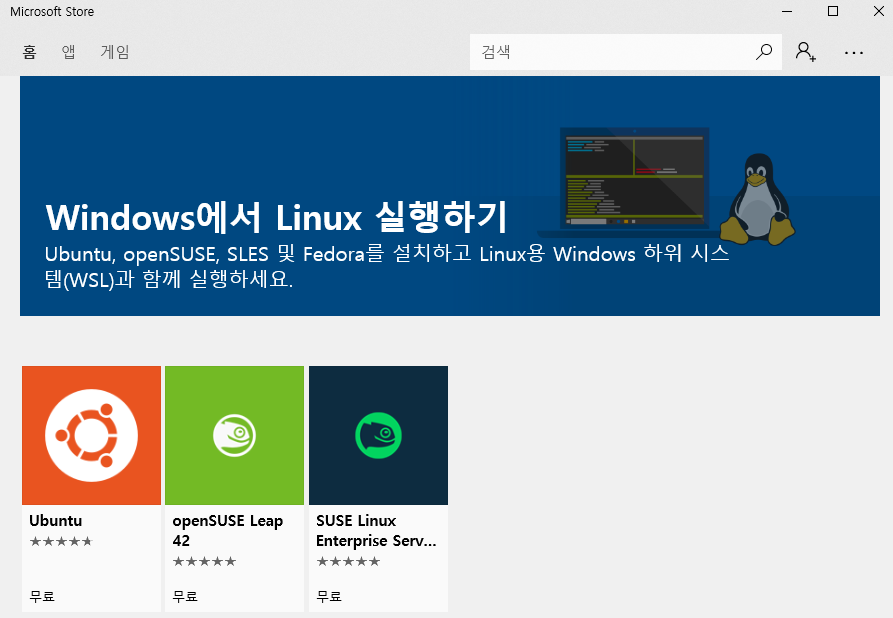 Microsoft Store
홈 앱 게임 검색
Windows에서 Linux 실행하기
Ubuntu, openSUSE, SLES 및 Fedora를 설치하고 Linux용 Windows 하위 시스
템(WSL)과 함께 실행하세요.
Ubuntu
openSUSE Leap
42
SUSE Linux
Enterprise Serv...
무료
무료
무료